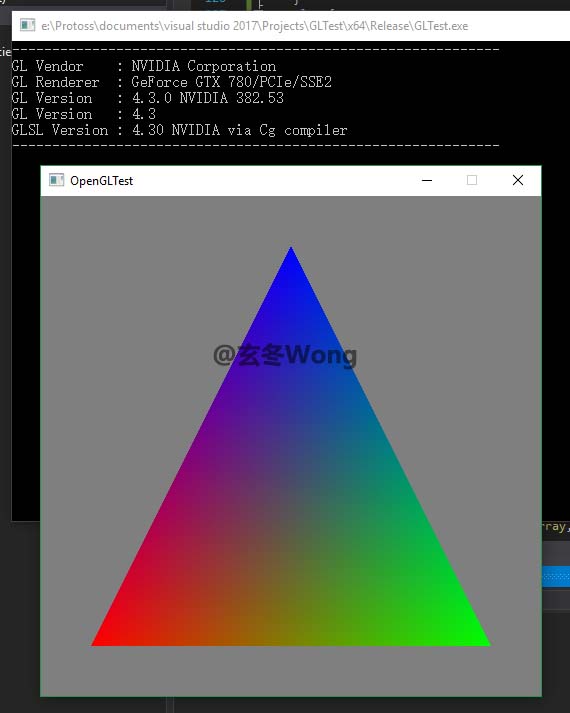 e:\Protoss\documents\visual studio 2017\Projects\GLTest\x64\Release\GLTest.exe
GL Vendor    : NVIDIA Corporation
GL Renderer  : GeForce GTX 780/PCIe/SSE2
GL Version   : 4.3.0 NVIDIA 382.53
GL Version   : 4.3
GLSL Version : 4.30 NVIDIA via Cg compiler
OpenGLTest
@玄冬Wong